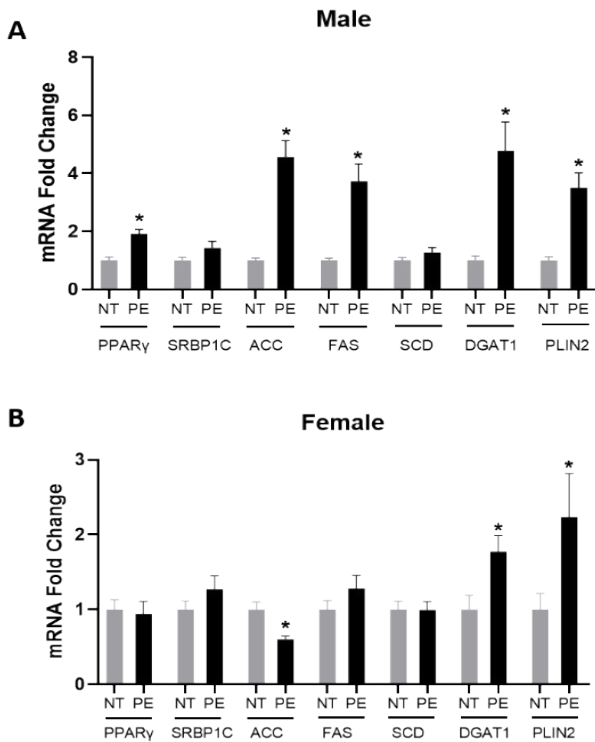 A
Male
mRNA Fold Change
8
6
4
2
0
NT PE NT PE NT PE NT PE NT PE NT PE NT PE
PPARγ SRBP1C ACC FAS SCD DGAT1 PLIN2
* * * * *
B
Female
mRNA Fold Change
3
2
1
0
NT PE NT PE NT PE NT PE NT PE NT PE NT PE
PPARγ SRBP1C ACC FAS SCD DGAT1 PLIN2
* * *